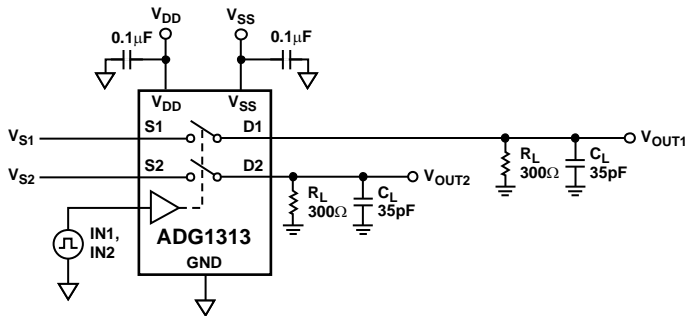 VDD
VSS
0.1μF
0.1μF
VDD
VSS
VS1
S1
D1
VOUT1
VS2
S2
D2
VOUT2
RL
300Ω
CL
35pF
RL
300Ω
CL
35pF
IN1,
IN2
ADG1313
GND